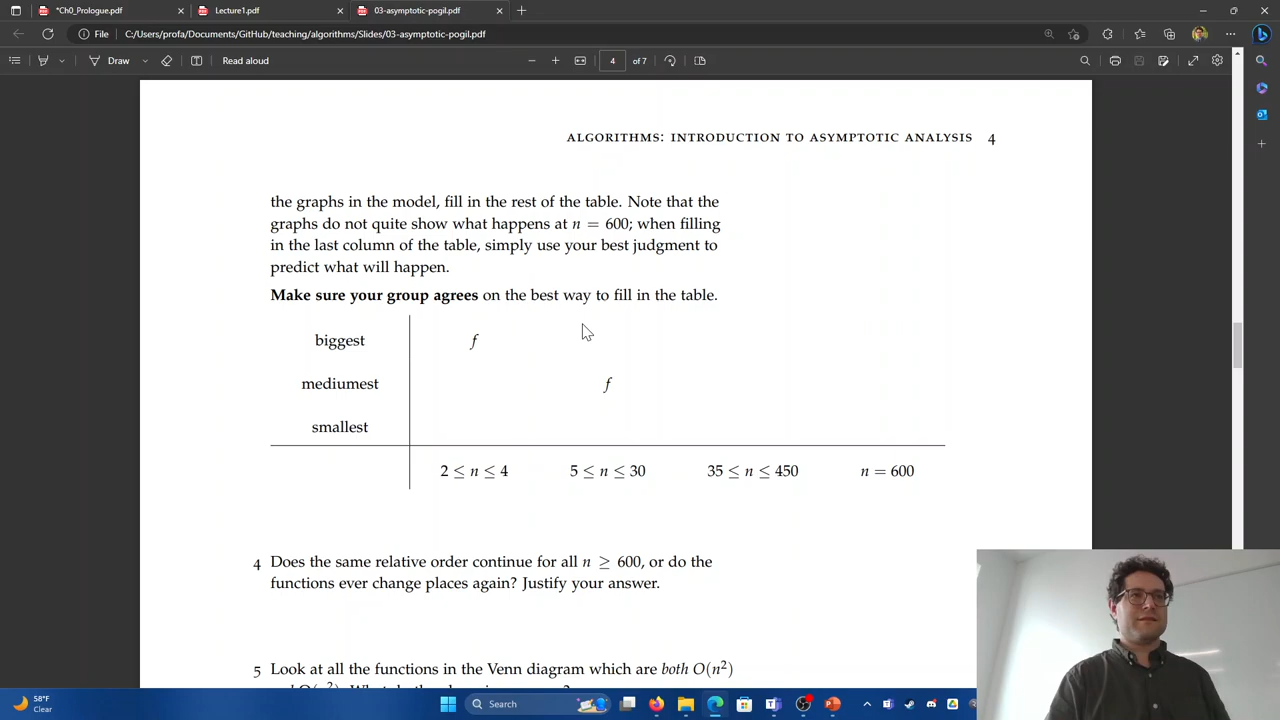 *Ch0_Prologue.pdf
Lecture1.pdf
03-asymptotic-pogil.pdf
File
C:/Users/profa/Documents/GitHub/teaching/algorithms/Slides/03-asymptotic-pogil.pdf
Draw
Read aloud
4
of 7
ALGORITHMS: INTRODUCTION TO ASYMPTOTIC ANALYSIS 4
the graphs in the model, fill in the rest of the table. Note that the
graphs do not quite show what happens at n = 600; when filling
in the last column of the table, simply use your best judgment to
predict what will happen.
Make sure your group agrees on the best way to fill in the table.
biggest f
mediumest f
smallest
2 ≤ n ≤ 4 5 ≤ n ≤ 30 35 ≤ n ≤ 450 n = 600
4 Does the same relative order continue for all n ≥ 600, or do the
functions ever change places again? Justify your answer.
5 Look at all the functions in the Venn diagram which are both O(n²)
58°F
Clear
Search